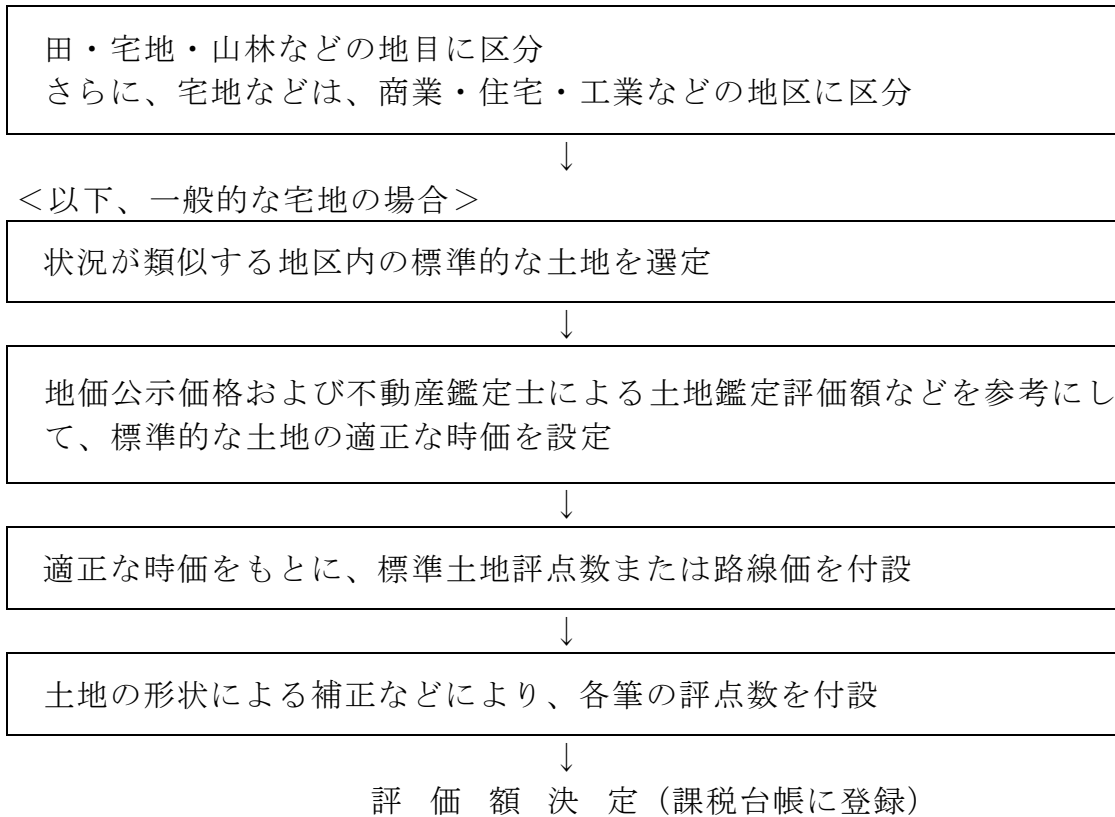 田・宅地・山林などの地目に区分
さらに、宅地などは、商業・住宅・工業などの地区に区分
↓
＜以下、一般的な宅地の場合＞
状況が類似する地区内の標準的な土地を選定
↓
地価公示価格および不動産鑑定士による土地鑑定評価額などを参考にし
て、標準的な土地の適正な時価を設定
↓
適正な時価をもとに、標準土地評点数または路線価を付設
↓
土地の形状による補正などにより、各筆の評点数を付設
↓
評 価 額 決 定（課税台帳に登録）